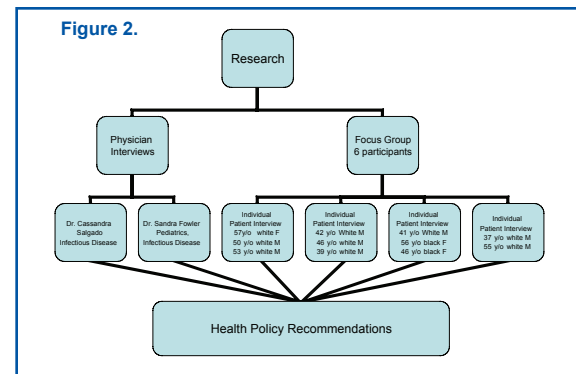 Figure 2.
Research
Physician
Interviews
Focus Group
6 participants
Dr. Cassandra
Salgado
Infectious Disease
Dr. Sandra Fowler
Pediatrics,
Infectious Disease
Individual
Patient Interview
57y/o white F
50 y/o white M
53 y/o white M
Individual
Patient Interview
42 y/o White M
46 y/o white M
39 y/o white M
Individual
Patient Interview
41 y/o White M
56 y/o black F
46 y/o black F
Individual
Patient Interview
37 y/o white M
55 y/o white M
Health Policy Recommendations